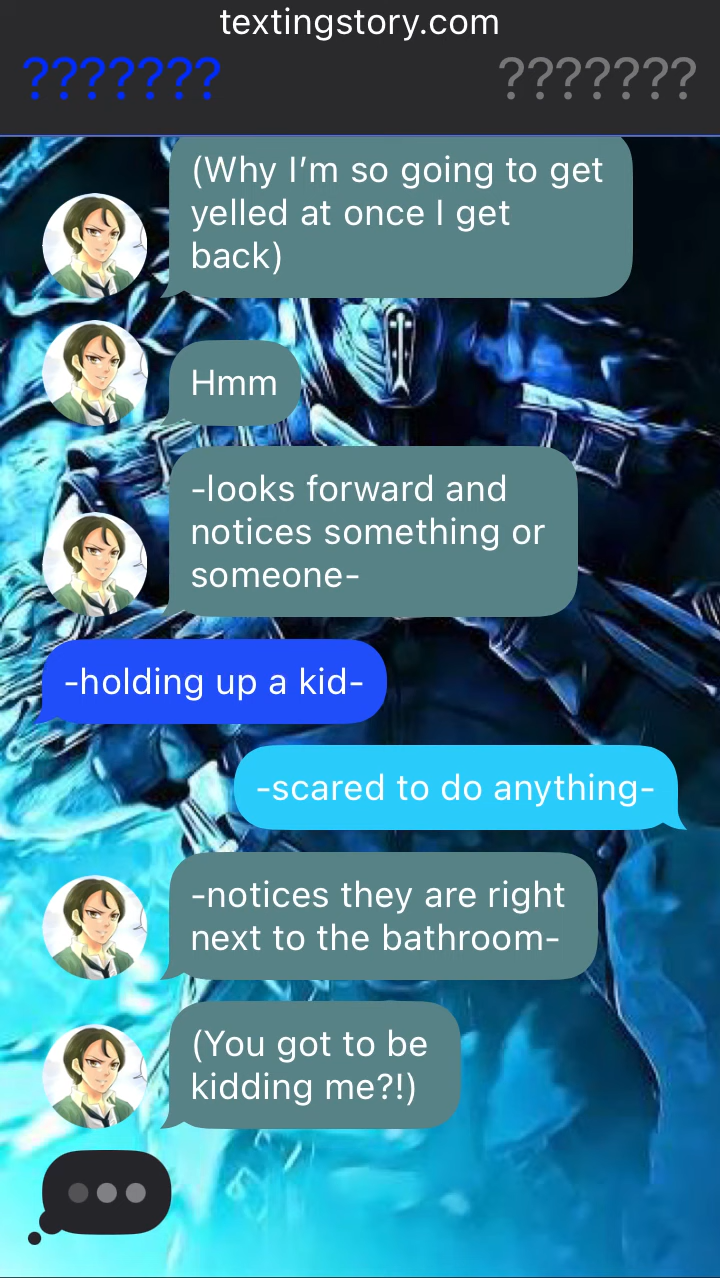 textingstory.com
??????? ???????
(Why I’m so going to get
yelled at once I get
back)
Hmm
-looks forward and
notices something or
someone-
-holding up a kid-
-scared to do anything-
-notices they are right
next to the bathroom-
(You got to be
kidding me?!)